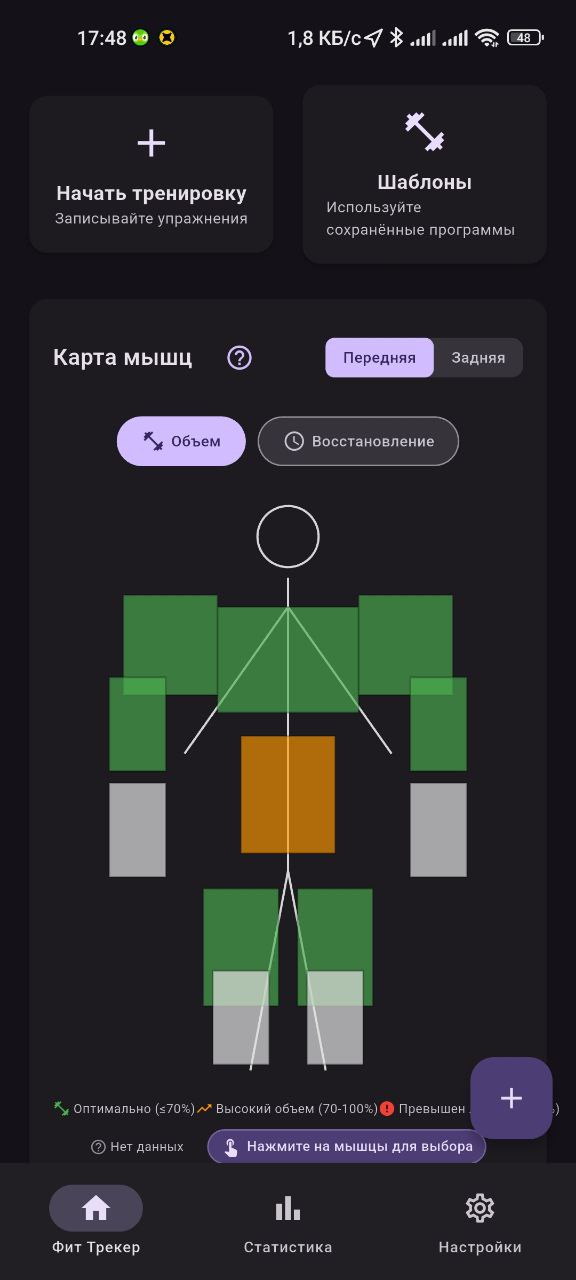 17:48 1,8 КБ/с 48
Начать тренировку
Записывайте упражнения
Шаблоны
Используйте
сохранённые программы
Карта мышц ? Передняя Задняя
Объем Восстановление
Оптимально (≤70%) Высокий объем (70-100%) Превышен
? Нет данных Нажмите на мышцы для выбора
Фит Трекер Статистика Настройки